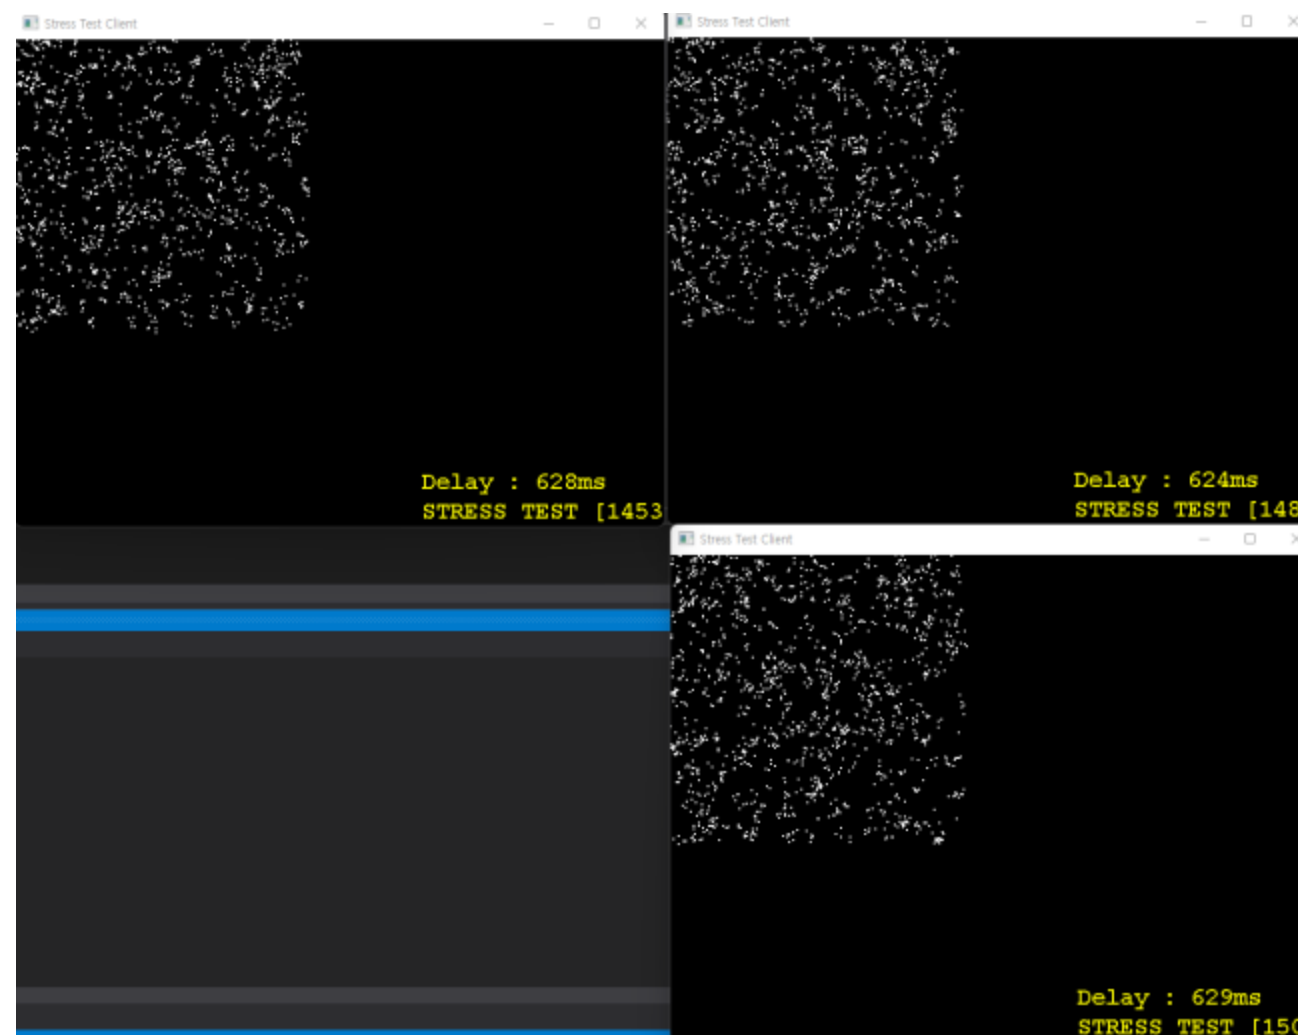 Stress Test Client
Delay : 628ms
STRESS TEST [1453
Stress Test Client
Delay : 624ms
STRESS TEST [148
Stress Test Client
Delay : 629ms
STRESS TEST [150